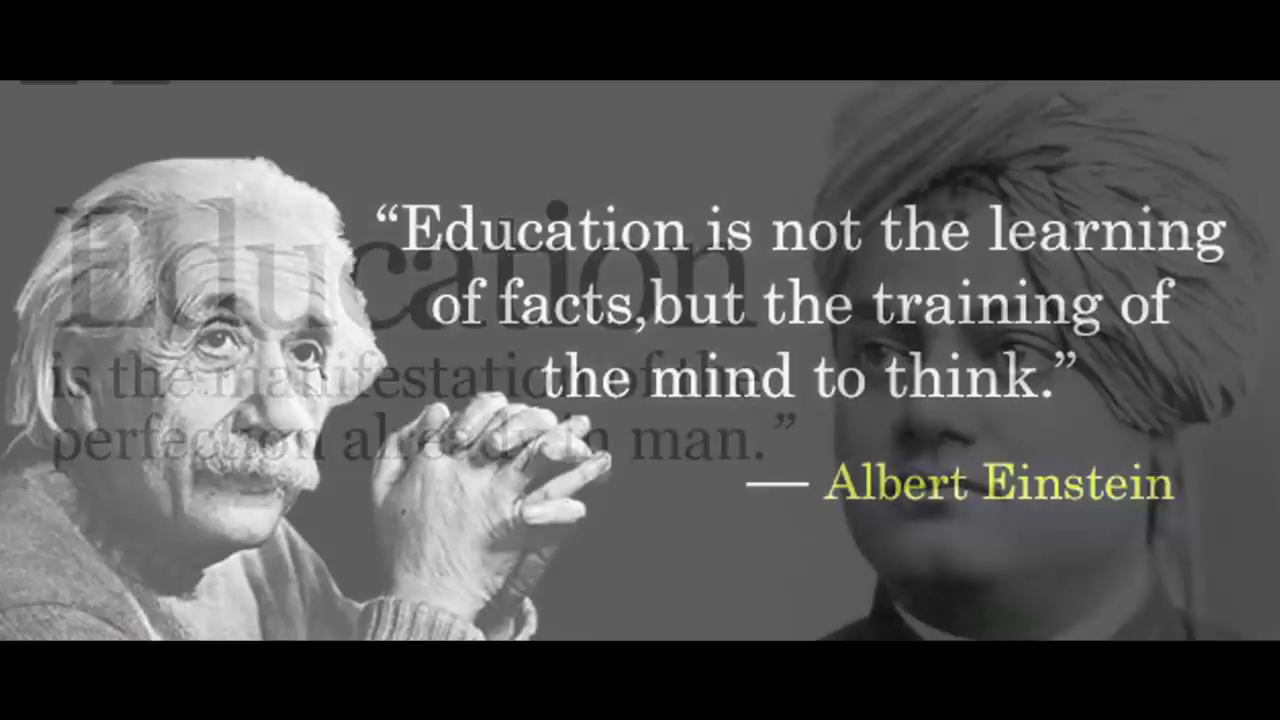 “Education is not the learning
of facts,but the training of
the mind to think.”
— Albert Einstein
Education
is the manifestation of the
perfection already in man.”